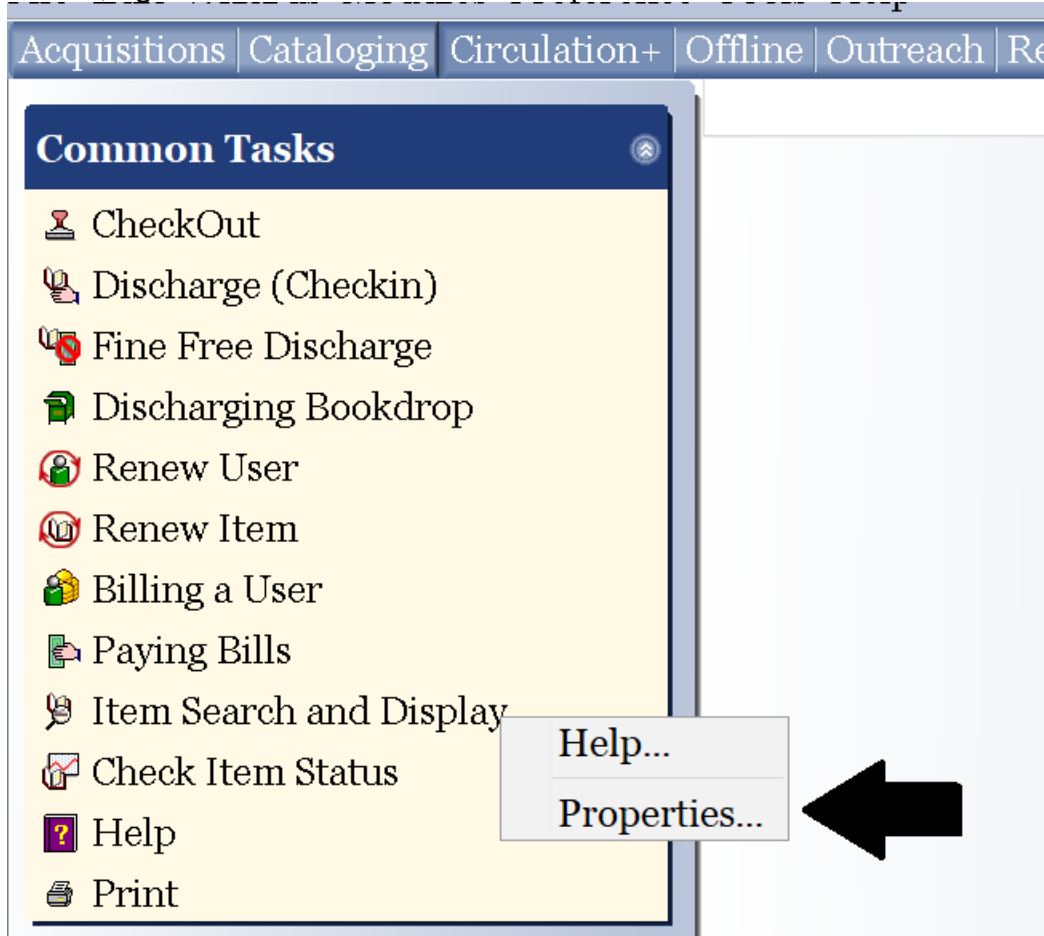 Acquisitions Cataloging Circulation+ Offline Outreach
Common Tasks
CheckOut
Discharge (Checkin)
Fine Free Discharge
Discharging Bookdrop
Renew User
Renew Item
Billing a User
Paying Bills
Item Search and Display
Help...
Check Item Status
Properties...
? Help
Print